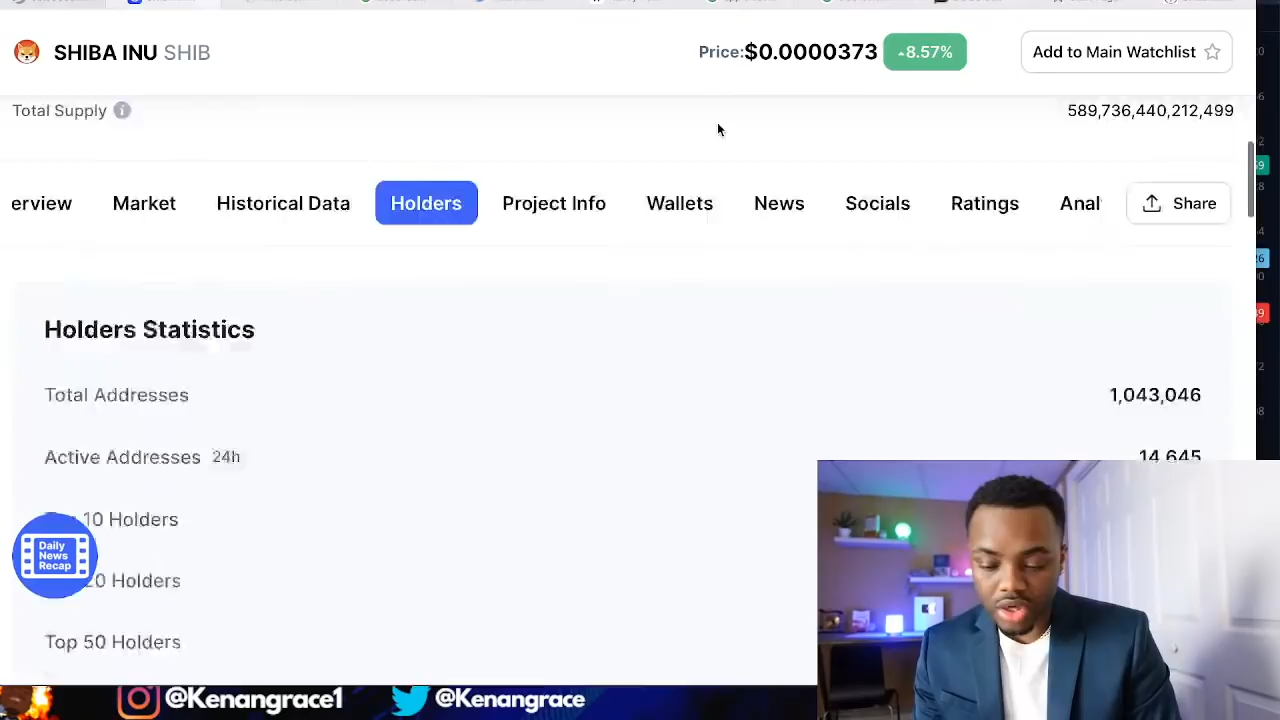 SHIBA INU SHIB
Price:$0.0000373
8.57%
Add to Main Watchlist
Total Supply
589,736,440,212,499
erview
Market
Historical Data
Holders
Project Info
Wallets
News
Socials
Ratings
Anal
Share
Holders Statistics
Total Addresses
1,043,046
Active Addresses 24h
14,645
10 Holders
20 Holders
Top 50 Holders
Daily
News
Recap
@Kenangrace1
@Kenangrace